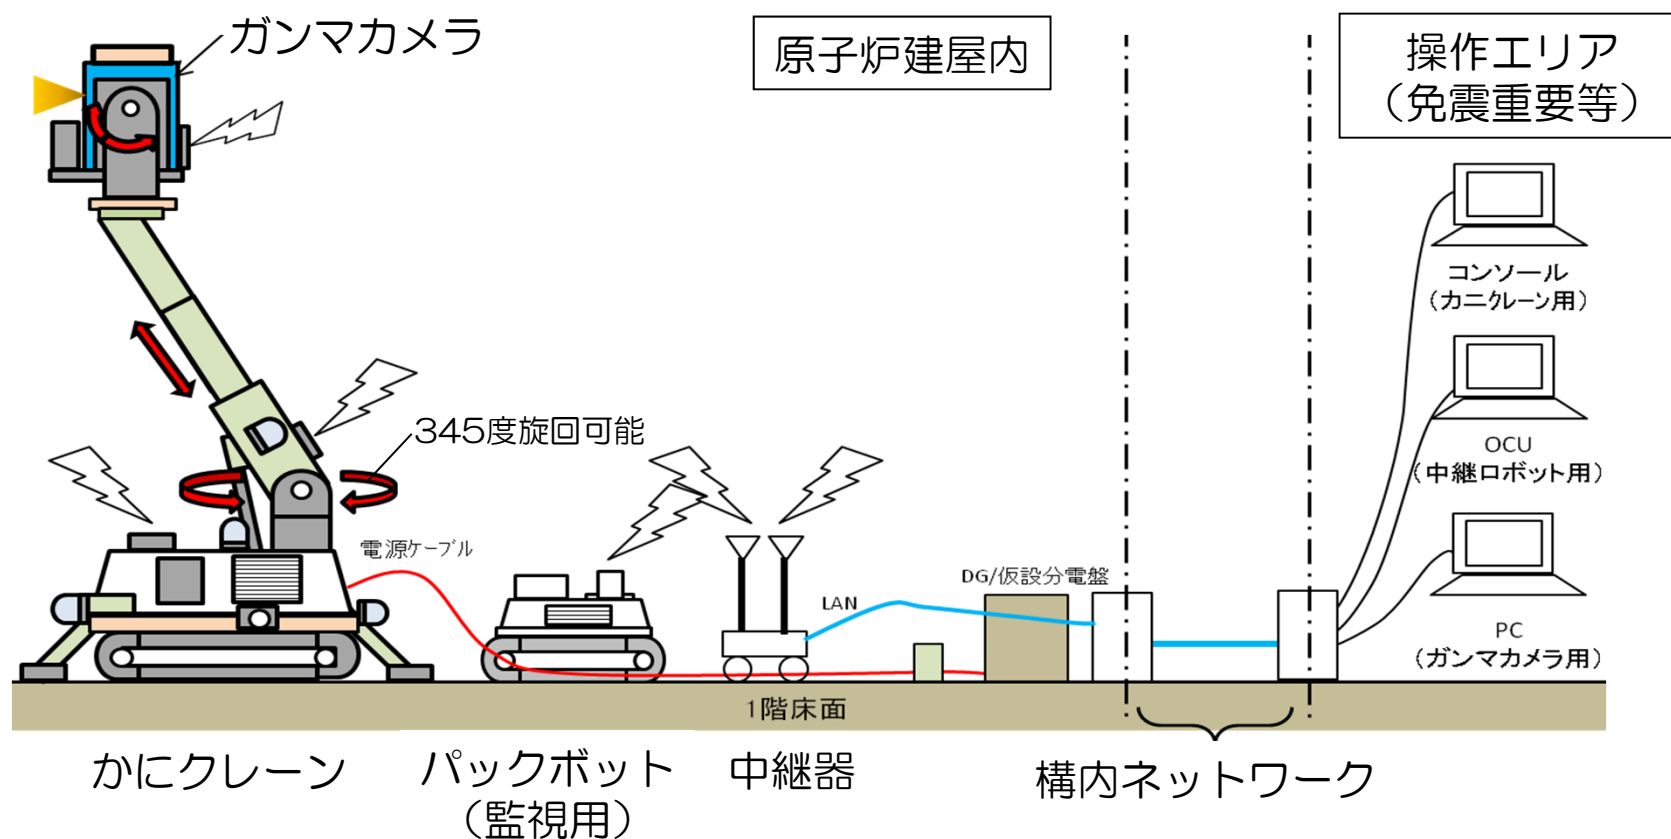 ガンマカメラ
原子炉建屋内
操作エリア
（免震重要等）
コンソール
（カニクレーン用）
345度旋回可能
OCU
（中継ロボット用）
電源ケーブル
DG/仮設分電盤
LAN
PC
（ガンマカメラ用）
1階床面
かにクレーン
パックボット
（監視用）
中継器
構内ネットワーク